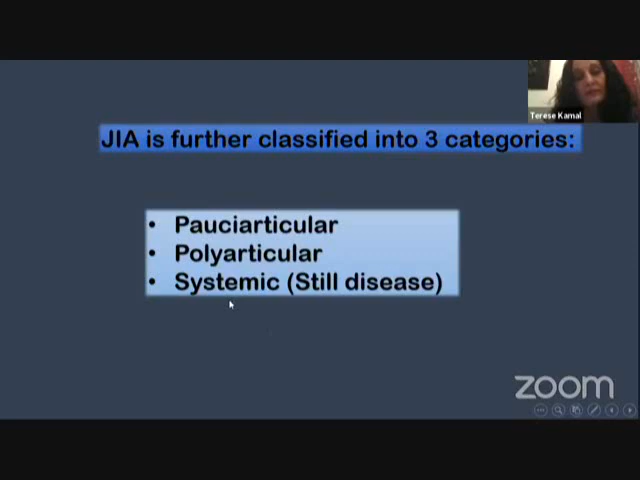 Terese Kamal
JIA is further classified into 3 categories:
• Pauciarticular
• Polyarticular
• Systemic (Still disease)
zoom